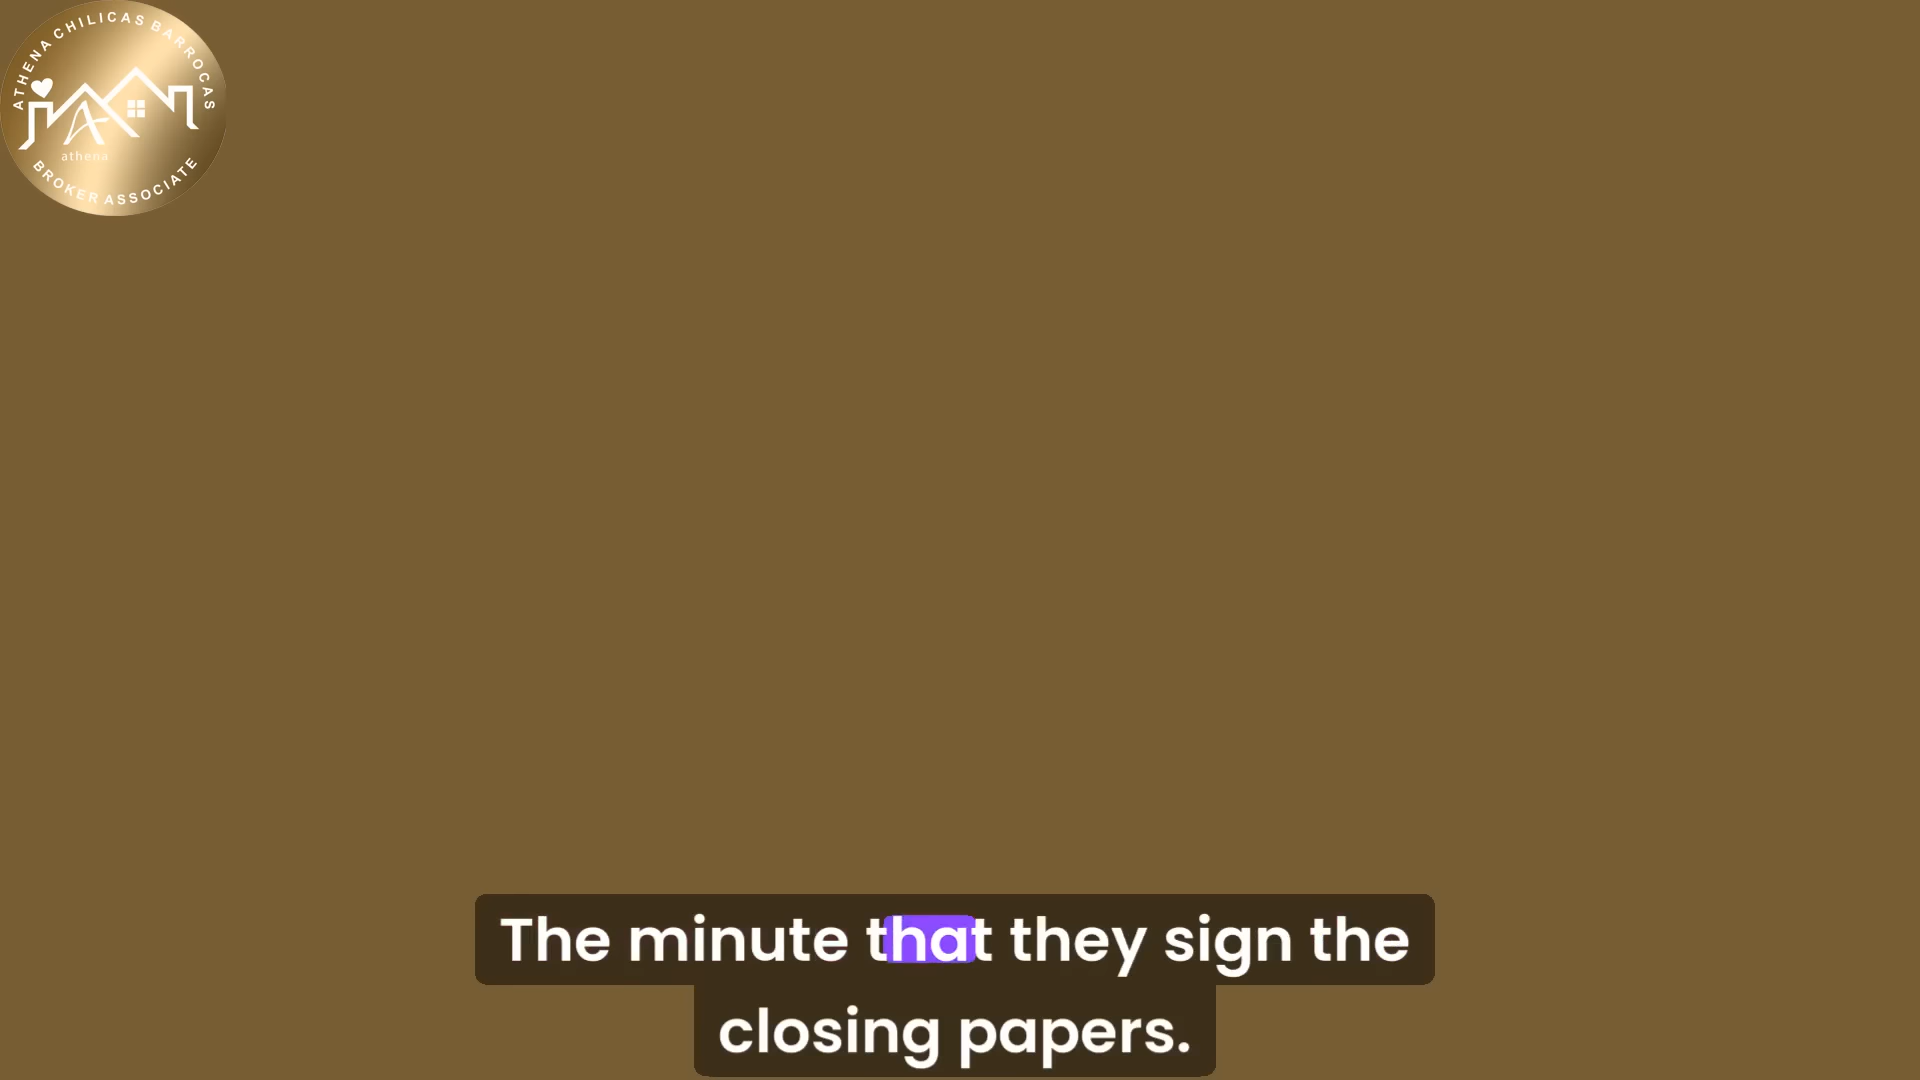 ATHENA CHILICAS BARROCAS
athena
BROKER ASSOCIATE
The minute that they sign the
closing papers.